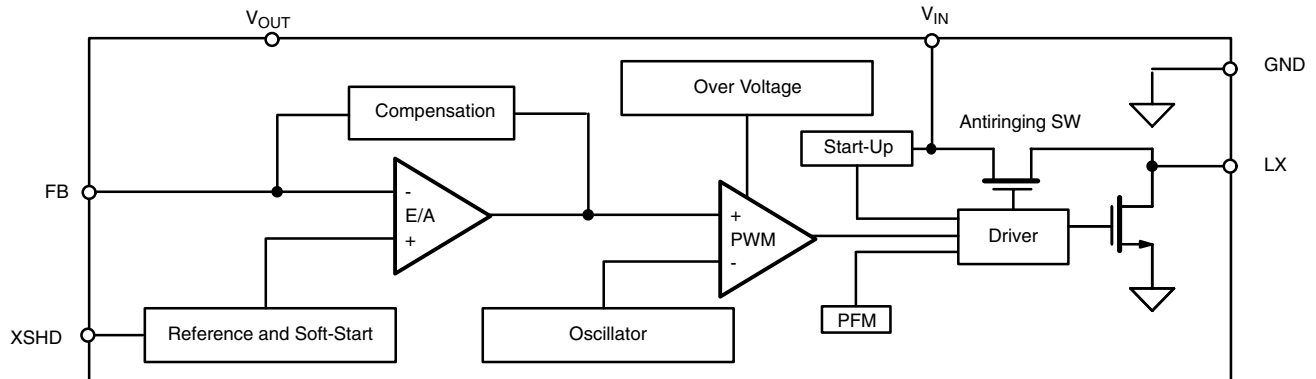 VOUT
VIN
GND
Over Voltage
Compensation
Antiringing SW
Start-Up
LX
FB
-
E/A
+
+
PWM
-
Driver
PFM
XSHD
Reference and Soft-Start
Oscillator